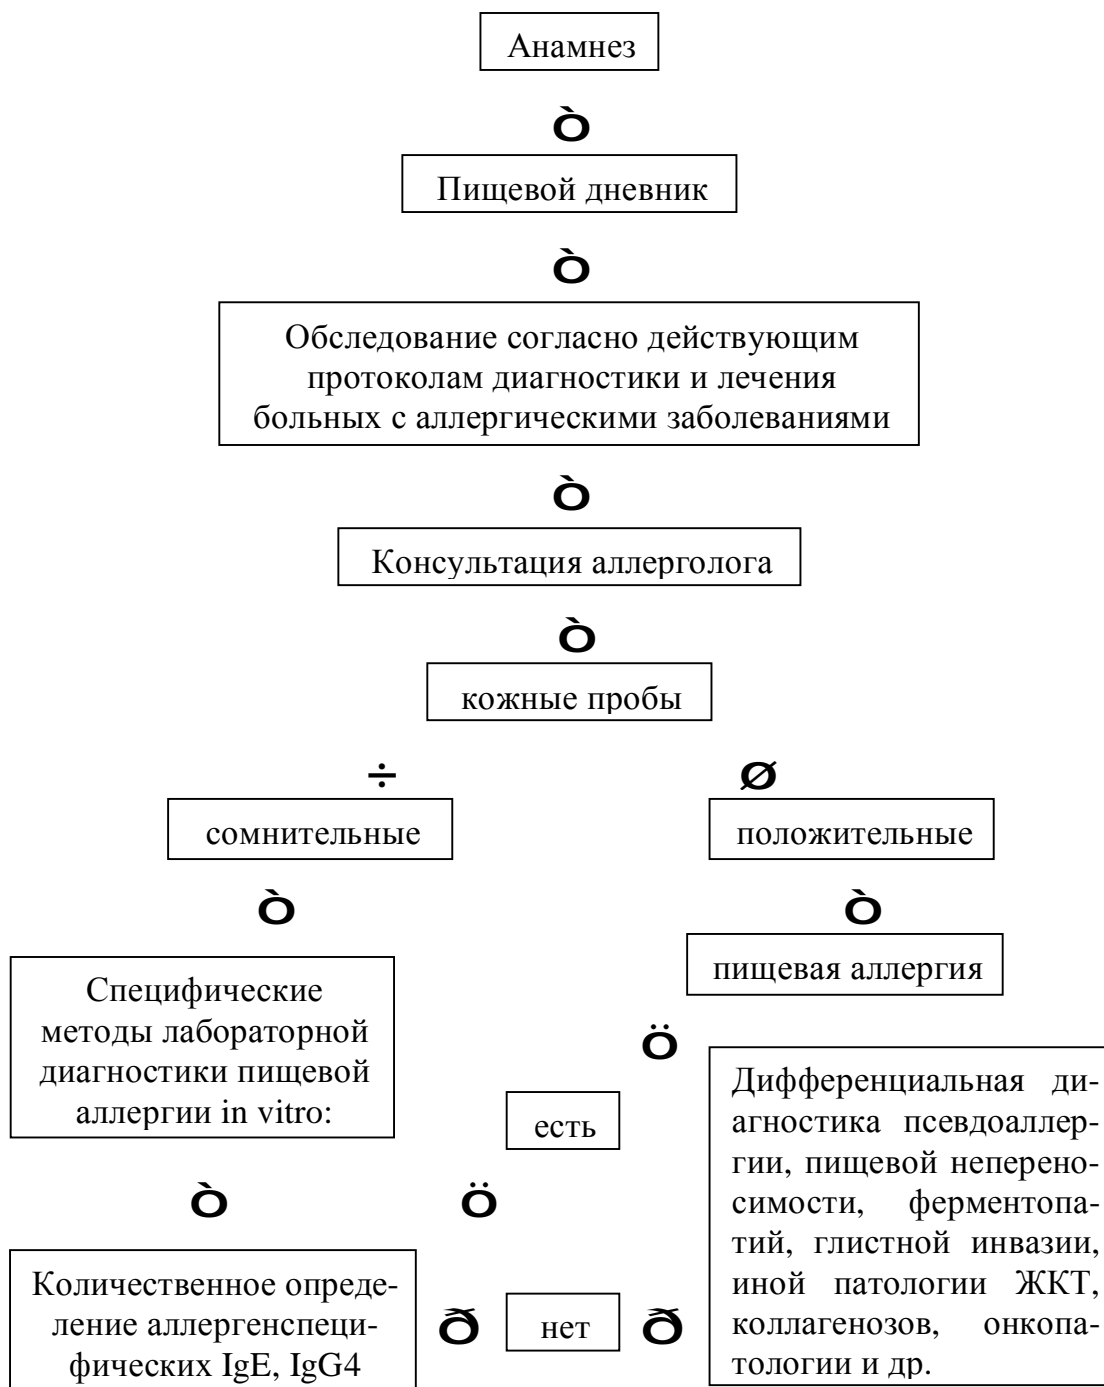 Анамнез
ò
Пищевой дневник
ò
Обследование согласно действующим
протоколам диагностики и лечения
больных с аллергическими заболеваниями
ò
Консультация аллерголога
ò
кожные пробы
÷ ø
сомнительные
положительные
ò ò
пищевая аллергия
Специфические
методы лабораторной
диагностики пищевой
аллергии in vitro:
ö
есть
Дифференциальная ди-
агностика псевдоаллер-
гии, пищевой неперено-
симости, ферментопа-
тий, глистной инвазии,
иной патологии ЖКТ,
коллагенозов, онкопа-
тологии и др.
ò ö
Количественное опреде-
ление аллергенспеци-
фических IgE, IgG4
ð
нет
ð